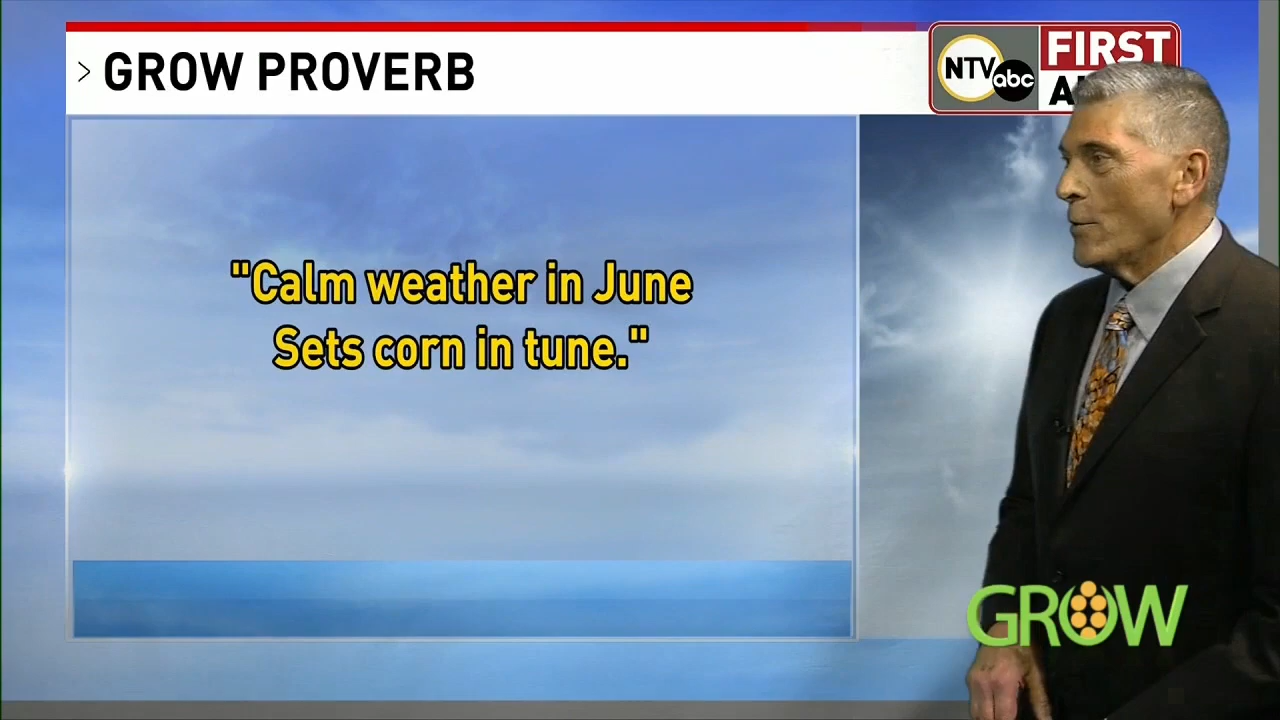 > GROW PROVERB
NTV
abc
FIRST
"Calm weather in June
Sets corn in tune."
GROW